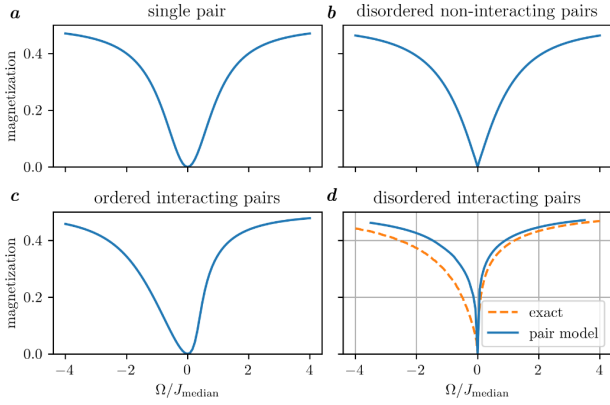 a single pair
b disordered non-interacting pairs
magnetization
0.4
0.2
0.0
c ordered interacting pairs
d disordered interacting pairs
magnetization
0.4
0.2
0.0
exact
pair model
−4 −2 0 2 4
−4 −2 0 2 4
Ω/J_median
Ω/J_median